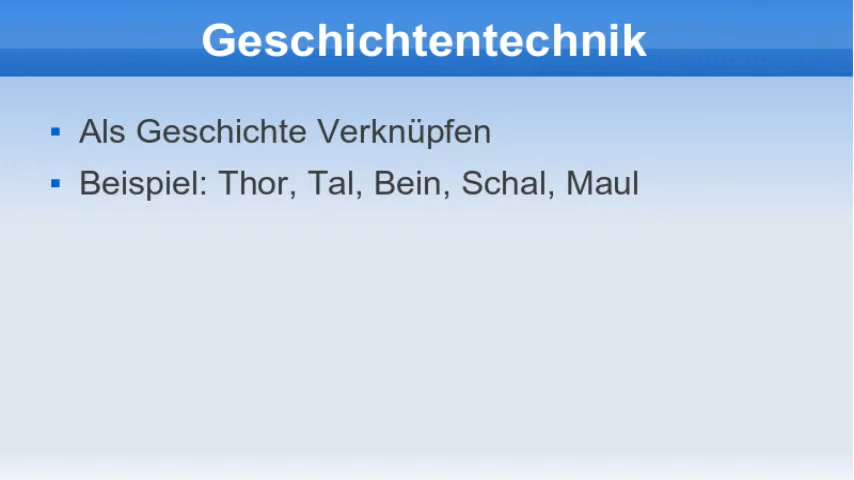 Geschichtentechnik
Als Geschichte Verknüpfen
Beispiel: Thor, Tal, Bein, Schal, Maul